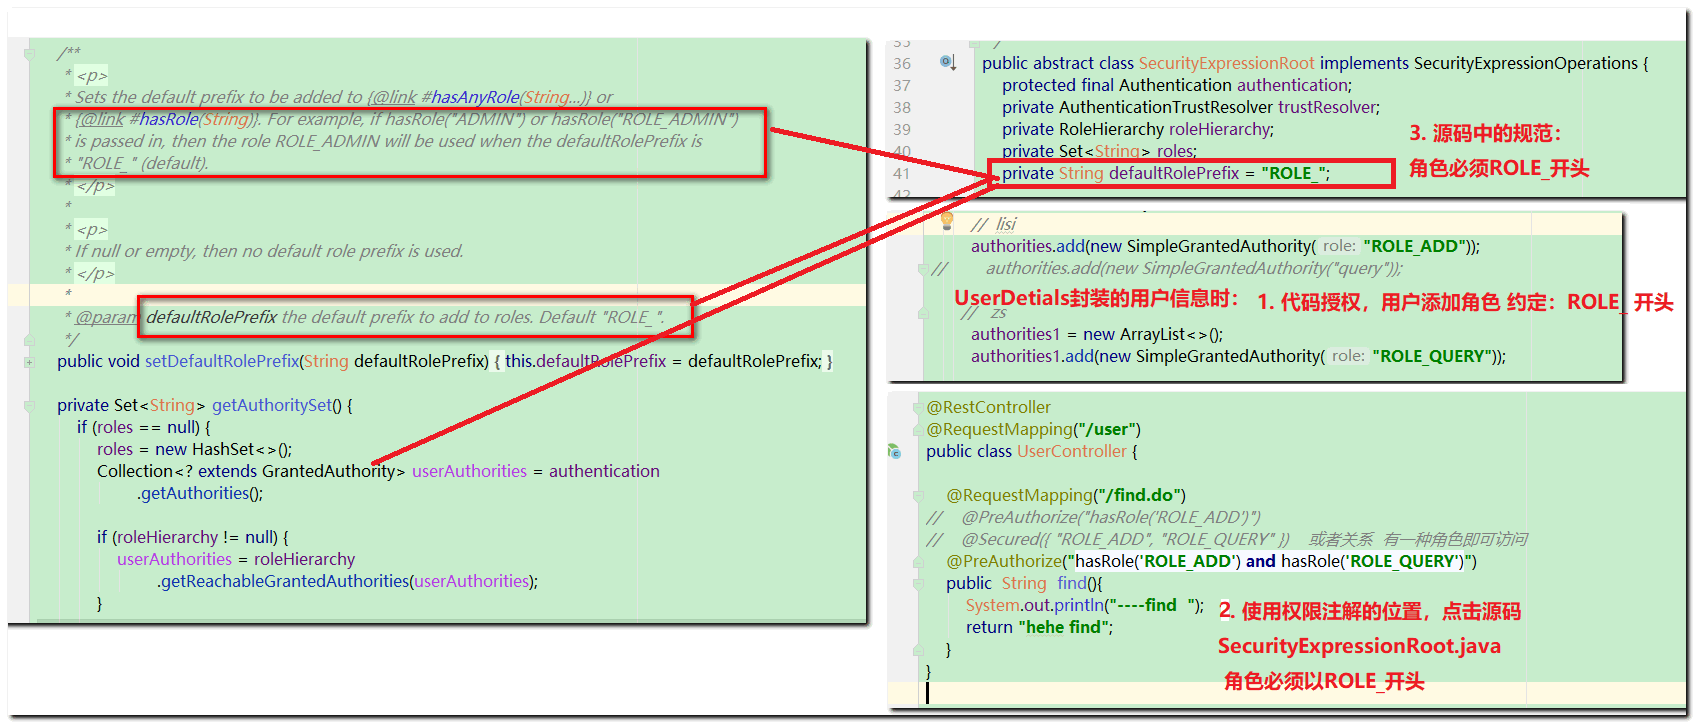 /**
* <p>
* Sets the default prefix to be added to {@link #hasAnyRole(String...)} or
* {@link #hasRole(String)}. For example, if hasRole("ADMIN") or hasRole("ROLE_ADMIN")
* is passed in, then the role ROLE_ADMIN will be used when the defaultRolePrefix is
* "ROLE_" (default).
* </p>
*
* <p>
* If null or empty, then no default role prefix is used.
* </p>
*
* @param defaultRolePrefix the default prefix to add to roles. Default "ROLE_".
*/
public void setDefaultRolePrefix(String defaultRolePrefix) { this.defaultRolePrefix = defaultRolePrefix; }
private Set<String> getAuthoritySet() {
if (roles == null) {
roles = new HashSet<>();
Collection<? extends GrantedAuthority> userAuthorities = authentication
.getAuthorities();
if (roleHierarchy != null) {
userAuthorities = roleHierarchy
.getReachableGrantedAuthorities(userAuthorities);
}
35 /
36 public abstract class SecurityExpressionRoot implements SecurityExpressionOperations {
37 protected final Authentication authentication;
38 private AuthenticationTrustResolver trustResolver;
39 private RoleHierarchy roleHierarchy;
40 private Set<String> roles;
41 private String defaultRolePrefix = "ROLE_";
42
3. 源码中的规范：
角色必须ROLE_开头
// lisi
authorities.add(new SimpleGrantedAuthority( role: "ROLE_ADD"));
// authorities.add(new SimpleGrantedAuthority("query"));
UserDetials封装的用户信息时： 1. 代码授权，用户添加角色 约定：ROLE_ 开头
// zs
authorities1 = new ArrayList<>();
authorities1.add(new SimpleGrantedAuthority( role: "ROLE_QUERY"));
@RestController
@RequestMapping("/user")
public class UserController {
@RequestMapping("/find.do")
// @PreAuthorize("hasRole('ROLE_ADD')")
// @Secured({ "ROLE_ADD", "ROLE_QUERY" }) 或者关系 有一种角色即可访问
@PreAuthorize("hasRole('ROLE_ADD') and hasRole('ROLE_QUERY')")
public String find(){
System.out.println("----find ");
return "hehe find";
}
}
2. 使用权限注解的位置，点击源码
SecurityExpressionRoot.java
角色必须以ROLE_开头